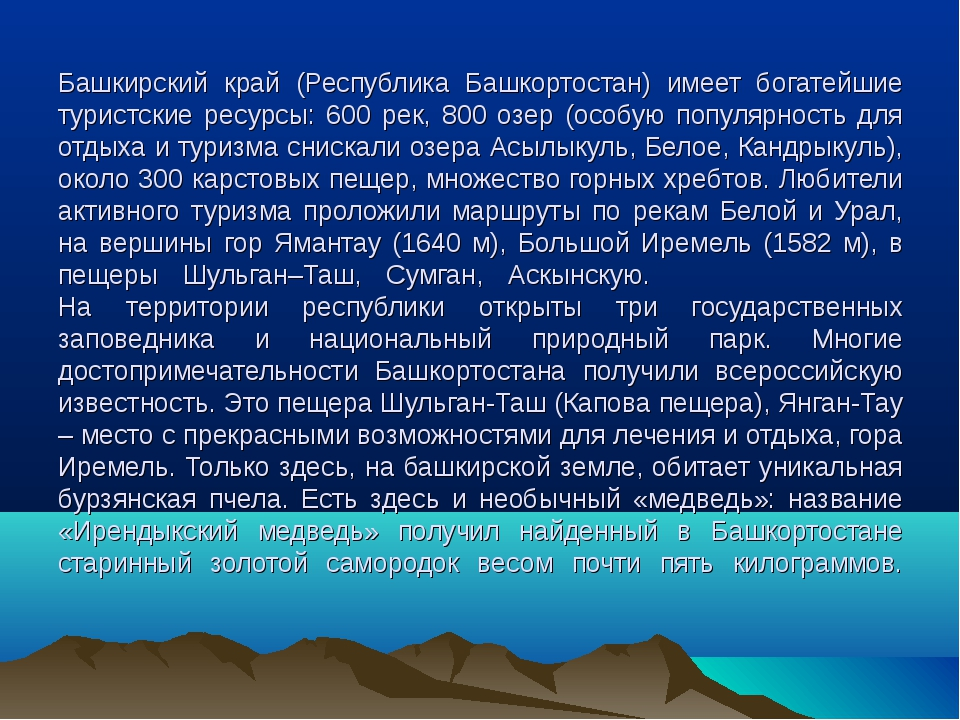 Башкирский край (Республика Башкортостан) имеет богатейшие
туристские ресурсы: 600 рек, 800 озер (особую популярность для
отдыха и туризма снискали озера Асылыкуль, Белое, Кандрыкуль),
около 300 карстовых пещер, множество горных хребтов. Любители
активного туризма проложили маршруты по рекам Белой и Урал,
на вершины гор Ямантау (1640 м), Большой Иремель (1582 м), в
пещеры Шульган–Таш, Сумган, Аскынскую.
На территории республики открыты три государственных
заповедника и национальный природный парк. Многие
достопримечательности Башкортостана получили всероссийскую
известность. Это пещера Шульган-Таш (Капова пещера), Янган-Тау
– место с прекрасными возможностями для лечения и отдыха, гора
Иремель. Только здесь, на башкирской земле, обитает уникальная
бурзянская пчела. Есть здесь и необычный «медведь»: название
«Ирендыкский медведь» получил найденный в Башкортостане
старинный золотой самородок весом почти пять килограммов.